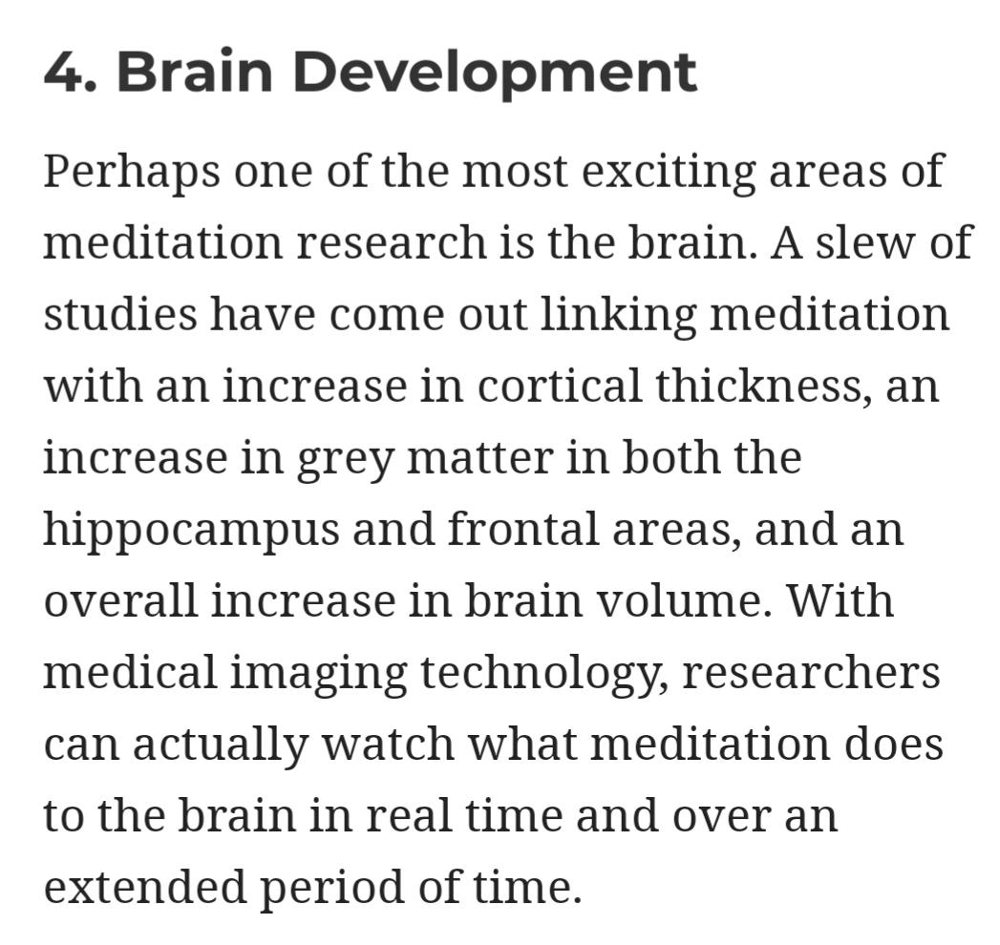 4. Brain Development
Perhaps one of the most exciting areas of
meditation research is the brain. A slew of
studies have come out linking meditation
with an increase in cortical thickness, an
increase in grey matter in both the
hippocampus and frontal areas, and an
overall increase in brain volume. With
medical imaging technology, researchers
can actually watch what meditation does
to the brain in real time and over an
extended period of time.